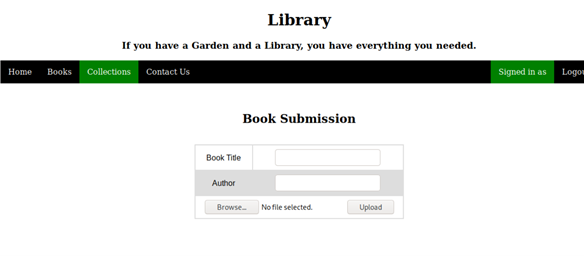 Library
If you have a Garden and a Library, you have everything you needed.
Home Books Collections Contact Us Signed in as Logou
Book Submission
Book Title
Author
Browse... No file selected. Upload